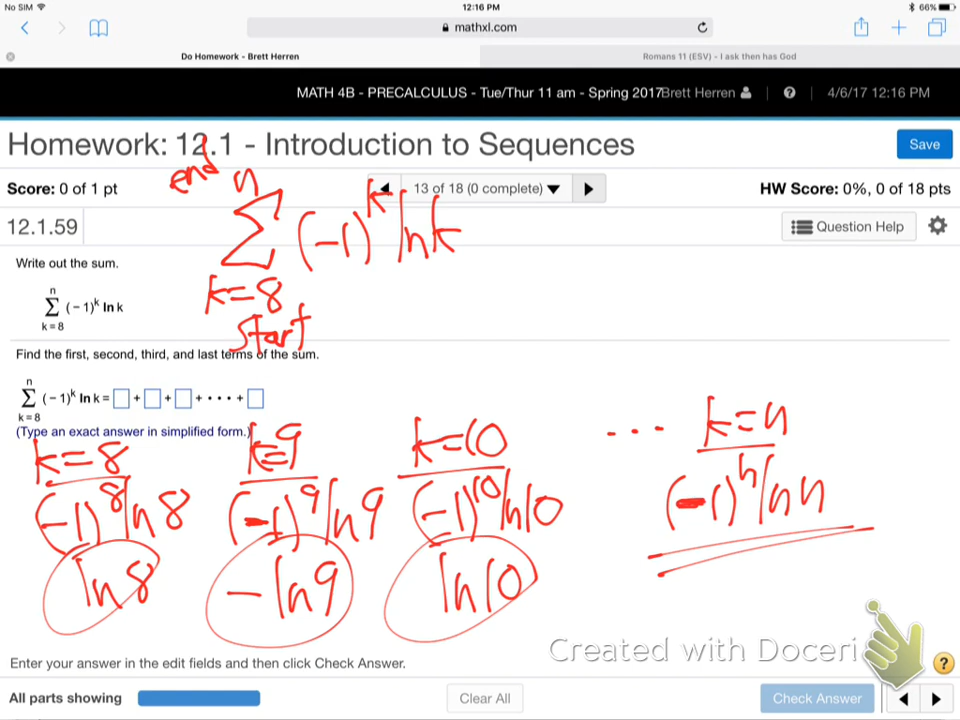 No SIM 12:16 PM 66%
mathxl.com
Do Homework - Brett Herren Romans 11 (ESV) - I ask then has God
MATH 4B - PRECALCULUS - Tue/Thur 11 am - Spring 2017Brett Herren ? 4/6/17 12:16 PM
Homework: 12.1 - Introduction to Sequences Save
Score: 0 of 1 pt 13 of 18 (0 complete) HW Score: 0%, 0 of 18 pts
12.1.59 Question Help
end n
Σ (-1)^k ln k
k=8
start
Write out the sum.
n
Σ (-1)^k ln k
k=8
Find the first, second, third, and last terms of the sum.
n
Σ (-1)^k ln k = □ + □ + □ + ··· + □
k=8
(Type an exact answer in simplified form.)
k=8 k=9 k=10 ... k=n
(-1)^8 ln 8 (-1)^9 ln 9 (-1)^10 ln 10 (-1)^n ln n
ln 8 -ln 9 ln 10
Created with Doceri
Enter your answer in the edit fields and then click Check Answer. ?
All parts showing Clear All Check Answer